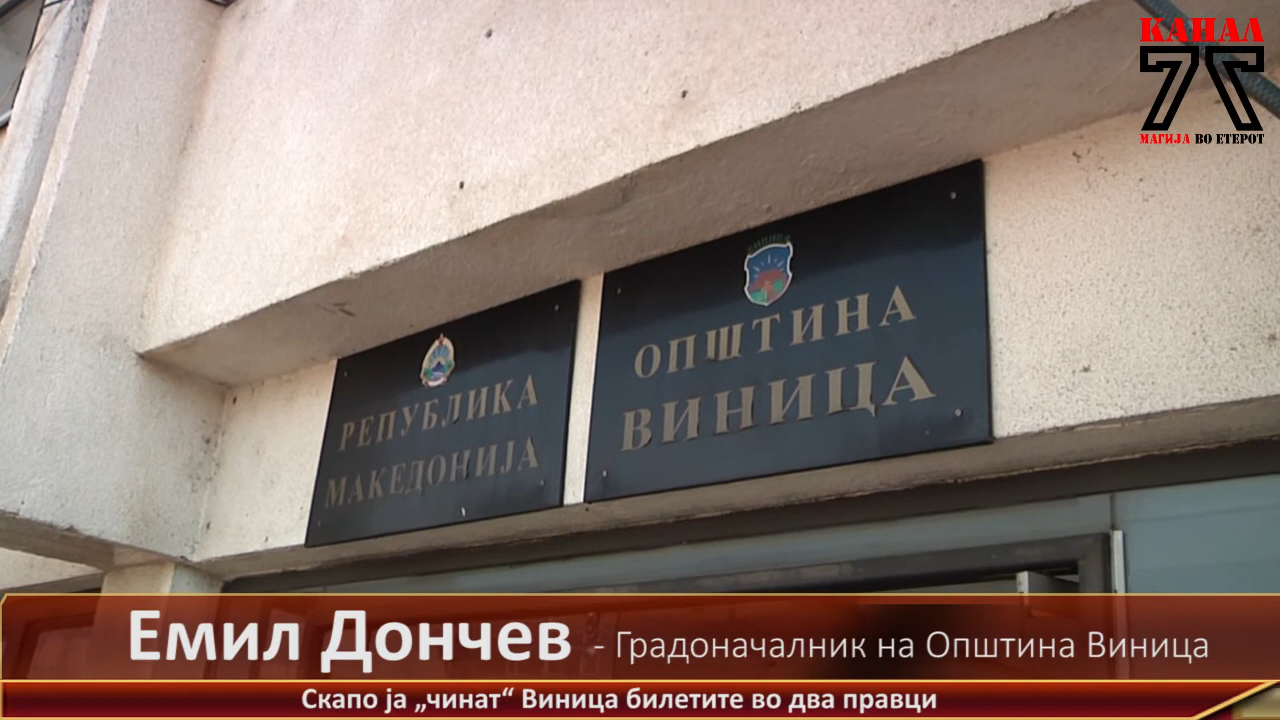 КАНАЛ
77
МАГИЈА ВО ЕТЕРОТ
ВИНИЦА
ОПШТИНА
ВИНИЦА
РЕПУБЛИКА
МАКЕДОНИЈА
Емил Дончев - Градоначалник на Општина Виница
Скапо ја „чинат“ Виница билетите во два правци